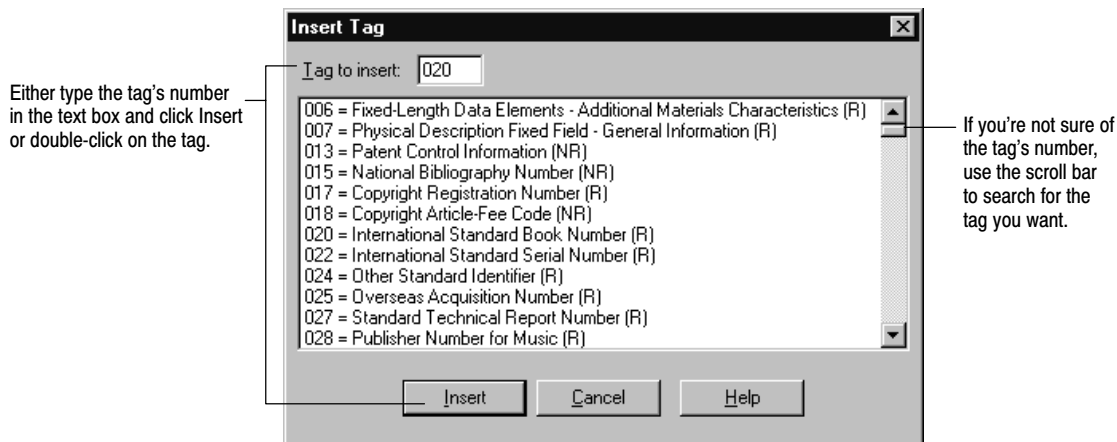 Insert Tag
Tag to insert: 020
Either type the tag's number
in the text box and click Insert
or double-click on the tag.
006 = Fixed-Length Data Elements - Additional Materials Characteristics (R)
007 = Physical Description Fixed Field - General Information (R)
013 = Patent Control Information (NR)
015 = National Bibliography Number (NR)
017 = Copyright Registration Number (R)
018 = Copyright Article-Fee Code (NR)
020 = International Standard Book Number (R)
022 = International Standard Serial Number (R)
024 = Other Standard Identifier (R)
025 = Overseas Acquisition Number (R)
027 = Standard Technical Report Number (R)
028 = Publisher Number for Music (R)
If you're not sure of
the tag's number,
use the scroll bar
to search for the
tag you want.
Insert Cancel Help